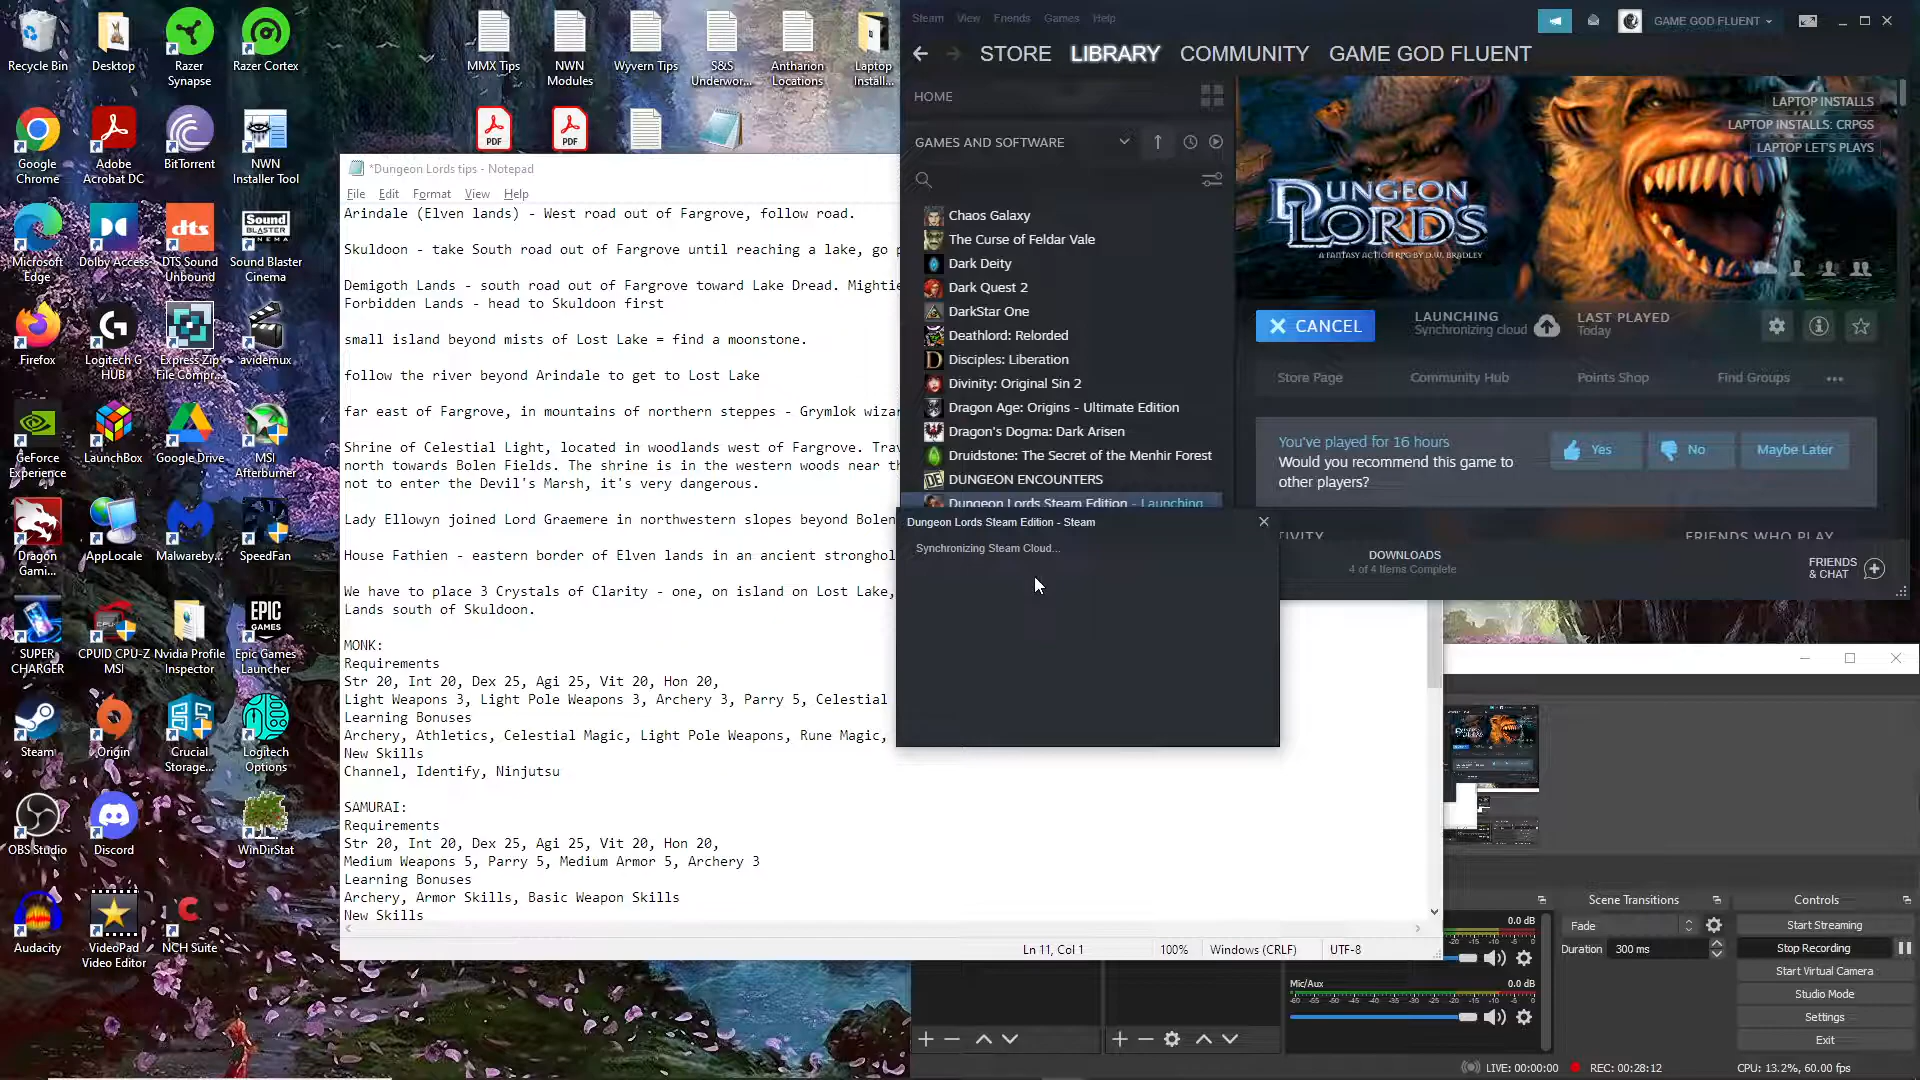 Recycle Bin
Desktop
Razer Synapse
Razer Cortex
Google Chrome
Adobe Acrobat DC
BitTorrent
NWN Installer Tool
Microsoft Edge
Dolby Access
DTS Sound Unbound
Sound Blaster Cinema
Firefox
Logitech G HUB
Express Zip File Compr...
avidemux
GeForce Experience
LaunchBox
Google Drive
MSI Afterburner
Dragon Gami...
AppLocale
Malwareby...
SpeedFan
SUPER CHARGER
CPUID CPU-Z MSI
Nvidia Profile Inspector
Epic Games Launcher
Steam
Origin
Crucial Storage...
Logitech Options
OBS Studio
Discord
WinDirStat
Audacity
VideoPad Video Editor
NCH Suite
MMX Tips
NWN Modules
Wyvern Tips
S&S Underwor...
Antharion Locations
Laptop Install...
PDF
PDF
*Dungeon Lords tips - Notepad
File Edit Format View Help
Arindale (Elven lands) - West road out of Fargrove, follow road.
Skuldoon - take South road out of Fargrove until reaching a lake, go
Demigoth Lands - south road out of Fargrove toward Lake Dread. Mightie
Forbidden Lands - head to Skuldoon first
small island beyond mists of Lost Lake = find a moonstone.
follow the river beyond Arindale to get to Lost Lake
far east of Fargrove, in mountains of northern steppes - Grymlok wizar
Shrine of Celestial Light, located in woodlands west of Fargrove. Trav
north towards Bolen Fields. The shrine is in the western woods near th
not to enter the Devil's Marsh, it's very dangerous.
Lady Ellowyn joined Lord Graemere in northwestern slopes beyond Bolen
House Fathien - eastern border of Elven lands in an ancient stronghol
We have to place 3 Crystals of Clarity - one, on island on Lost Lake,
Lands south of Skuldoon.
MONK:
Requirements
Str 20, Int 20, Dex 25, Agi 25, Vit 20, Hon 20,
Light Weapons 3, Light Pole Weapons 3, Archery 3, Parry 5, Celestial
Learning Bonuses
Archery, Athletics, Celestial Magic, Light Pole Weapons, Rune Magic,
New Skills
Channel, Identify, Ninjutsu
SAMURAI:
Requirements
Str 20, Int 20, Dex 25, Agi 25, Vit 20, Hon 20,
Medium Weapons 5, Parry 5, Medium Armor 5, Archery 3
Learning Bonuses
Archery, Armor Skills, Basic Weapon Skills
New Skills
Ln 11, Col 1 100% Windows (CRLF) UTF-8
Steam View Friends Games Help
GAME GOD FLUENT
STORE LIBRARY COMMUNITY GAME GOD FLUENT
HOME
GAMES AND SOFTWARE
Chaos Galaxy
The Curse of Feldar Vale
Dark Deity
Dark Quest 2
DarkStar One
Deathlord: Relorded
Disciples: Liberation
Divinity: Original Sin 2
Dragon Age: Origins - Ultimate Edition
Dragon's Dogma: Dark Arisen
Druidstone: The Secret of the Menhir Forest
DUNGEON ENCOUNTERS
Dungeon Lords Steam Edition - Launching
LAPTOP INSTALLS
LAPTOP INSTALLS: CRPGS
LAPTOP LET'S PLAYS
DUNGEON LORDS
A FANTASY ACTION RPG BY D.W. BRADLEY
CANCEL
LAUNCHING
Synchronizing cloud
LAST PLAYED
Today
Store Page Community Hub Points Shop Find Groups
You've played for 16 hours
Would you recommend this game to
other players?
Yes No Maybe Later
TIVITY
FRIENDS WHO PLAY
DOWNLOADS
4 of 4 Items Complete
FRIENDS
& CHAT
Dungeon Lords Steam Edition - Steam
Synchronizing Steam Cloud...
Scene Transitions
Controls
Fade
Duration 300 ms
Start Streaming
Stop Recording
Start Virtual Camera
Studio Mode
Settings
Exit
0.0 dB
Mic/Aux 0.0 dB
LIVE: 00:00:00 REC: 00:28:12 CPU: 13.2%, 60.00 fps